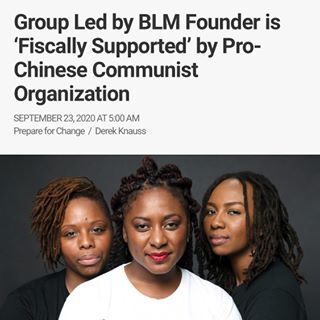 Group Led by BLM Founder is
‘Fiscally Supported’ by Pro-
Chinese Communist
Organization
SEPTEMBER 23, 2020 AT 5:00 AM
Prepare for Change / Derek Knauss